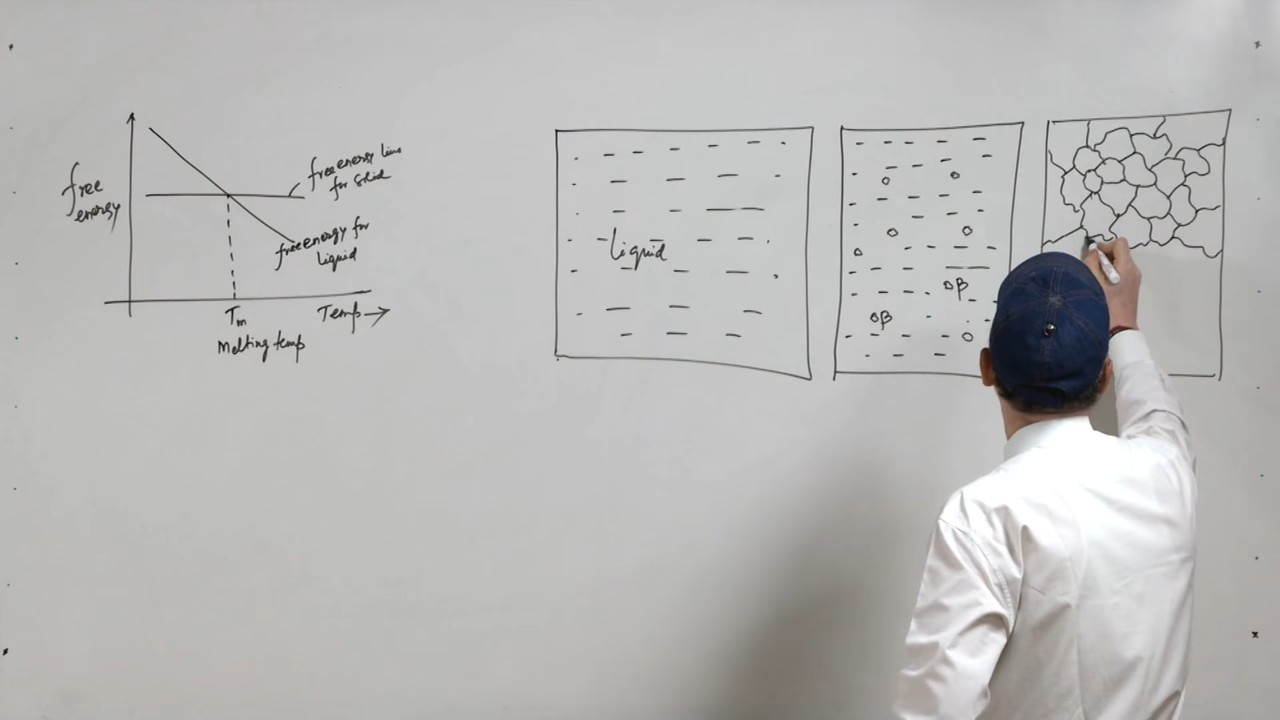 free
energy
free energy line
for Solid
free energy for
liquid
Tm
Melting temp
Temp →
Liquid
β
β